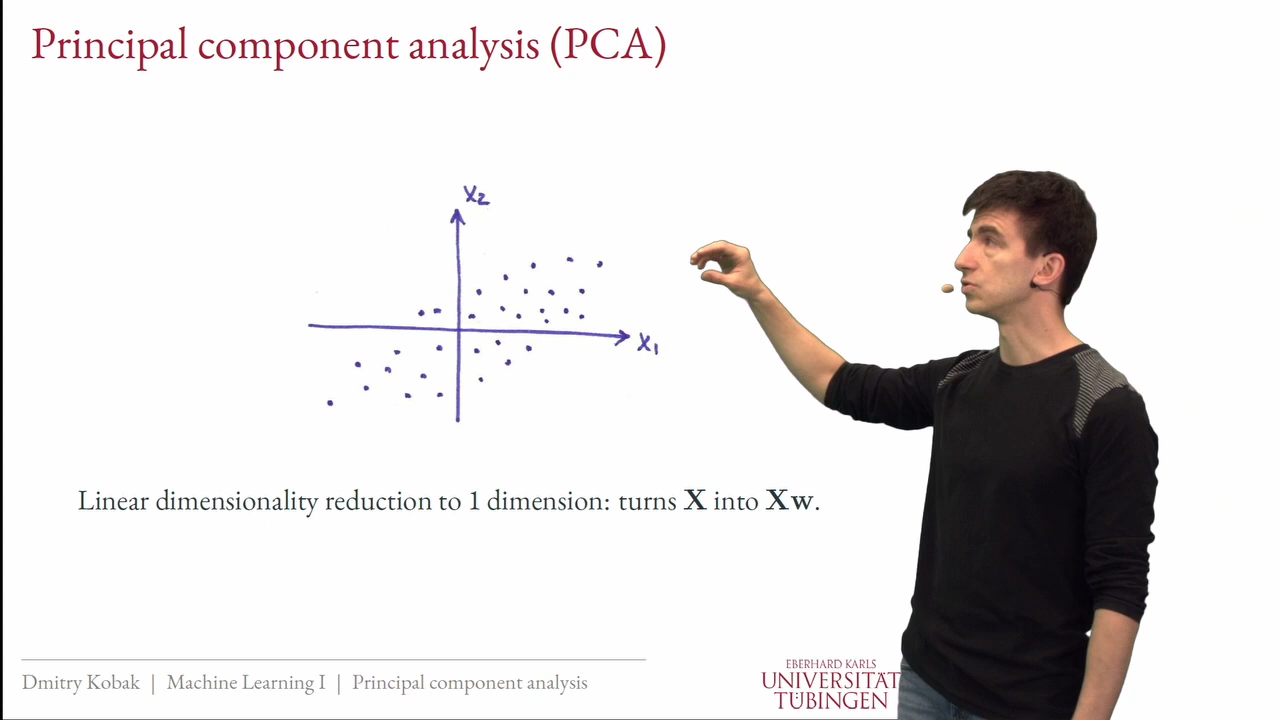 Principal component analysis (PCA)
x₂
x₁
Linear dimensionality reduction to 1 dimension: turns X into Xw.
Dmitry Kobak | Machine Learning I | Principal component analysis
EBERHARD KARLS
UNIVERSITÄT
TÜBINGEN